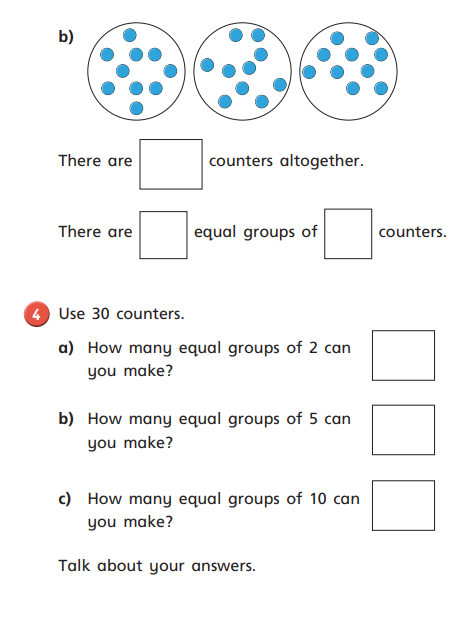 b)
There are counters altogether.
There are equal groups of counters.
4 Use 30 counters.
a) How many equal groups of 2 can
you make?
b) How many equal groups of 5 can
you make?
c) How many equal groups of 10 can
you make?
Talk about your answers.